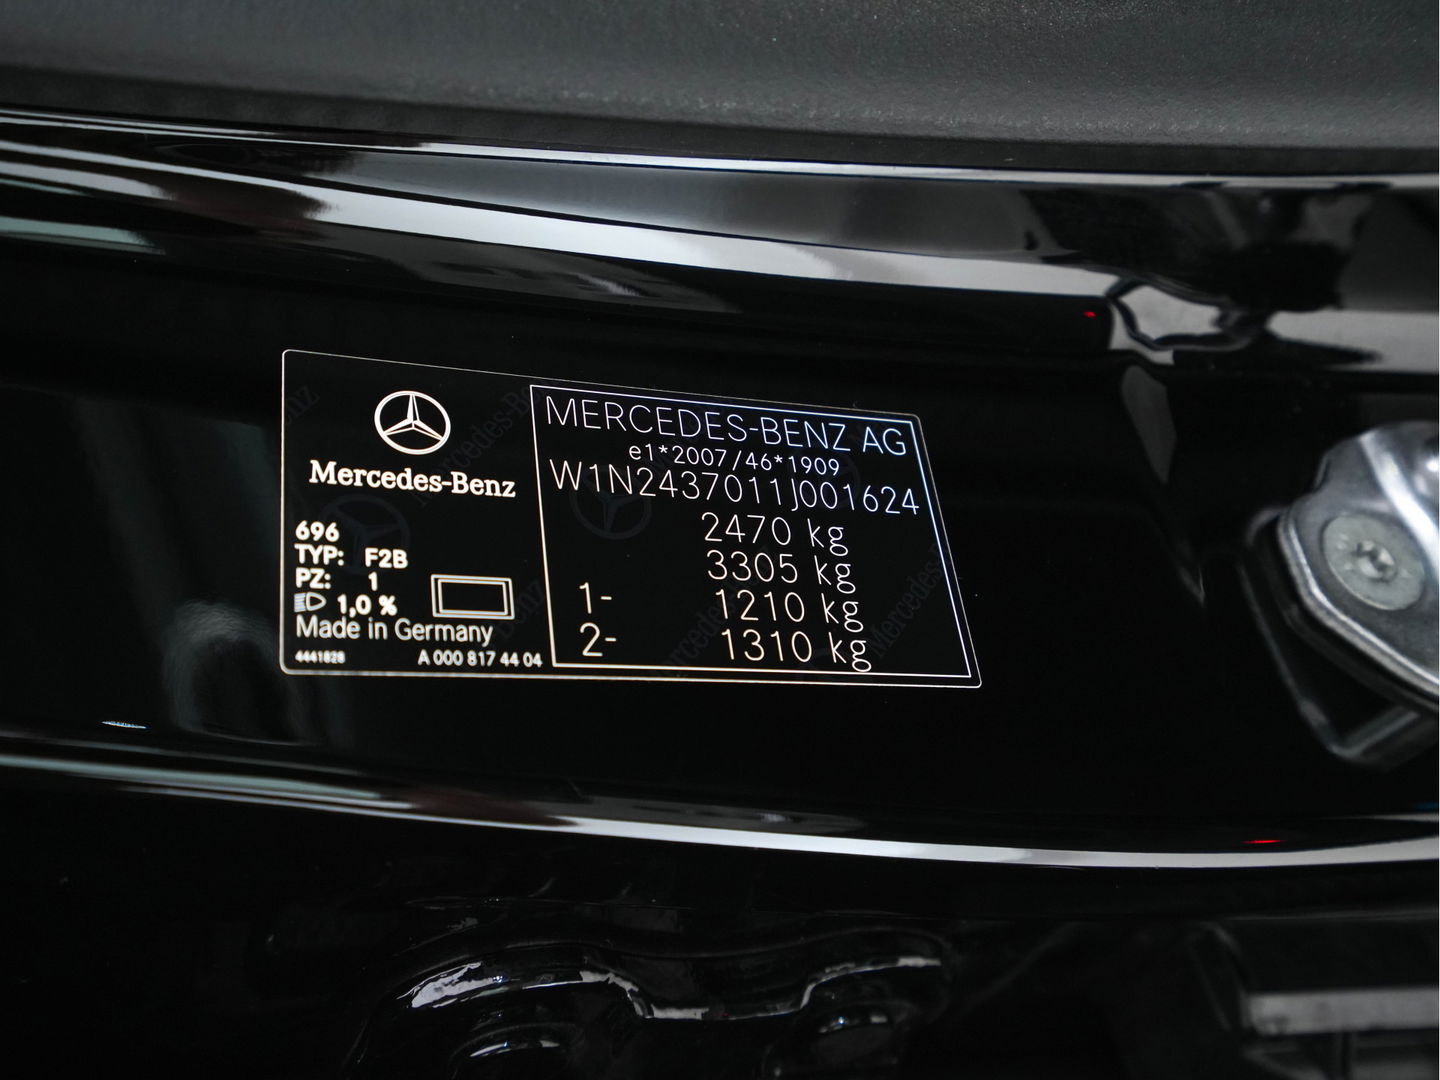 Mercedes-Benz
696
TYP: F2B
PZ: 1
1,0 %
Made in Germany
4441828
A 000 817 44 04
MERCEDES-BENZ AG
e1*2007/46*1909
W1N2437011J001624
2470 kg
3305 kg
1- 1210 kg
2- 1310 kg